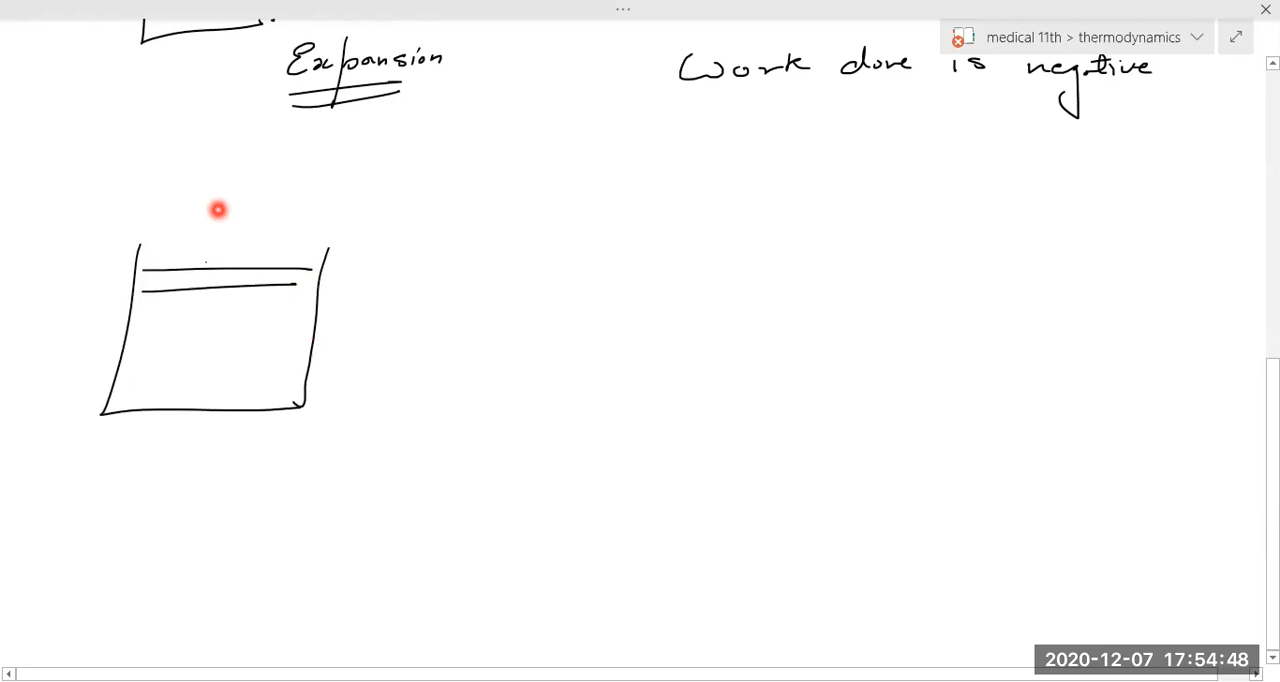 medical 11th > thermodynamics
Expansion
Work done is negative
2020-12-07 17:54:48